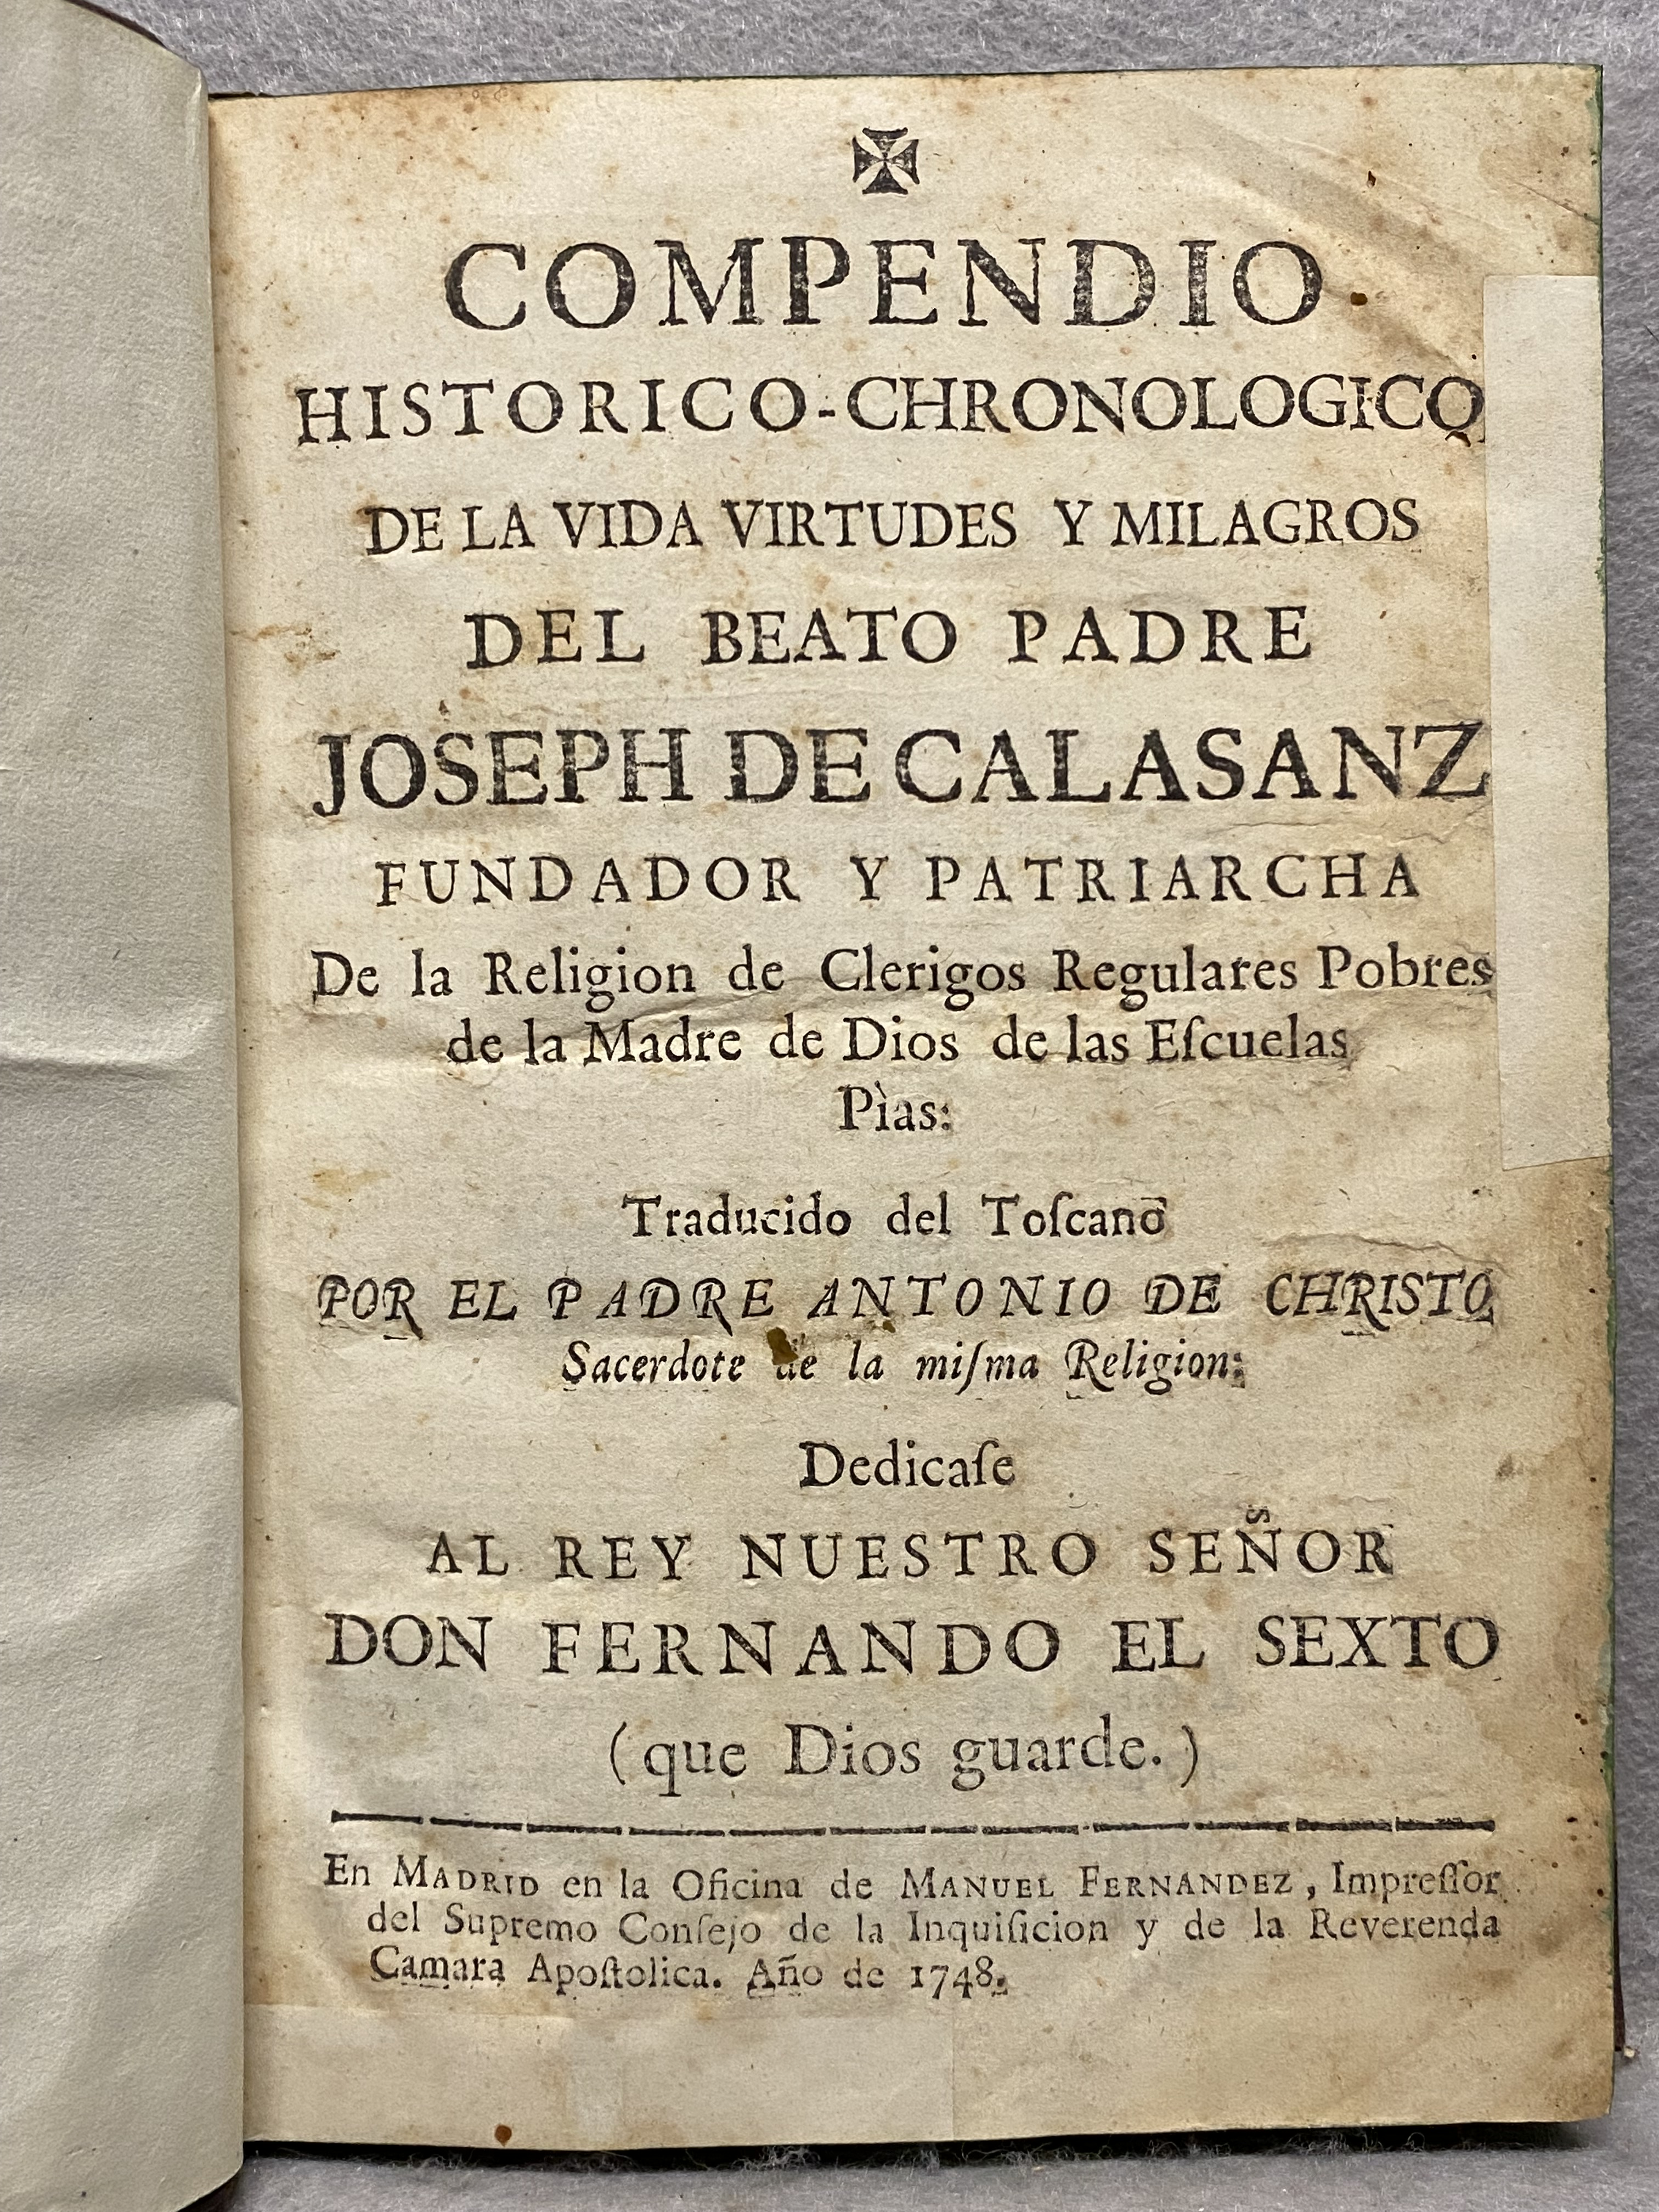 ✠
COMPENDIO
HISTORICO-CHRONOLOGICO,
DE LA VIDA VIRTUDES Y MILAGROS
DEL BEATO PADRE
JOSEPH DE CALASANZ
FUNDADOR Y PATRIARCHA
De la Religion de Clerigos Regulares Pobres
de la Madre de Dios de las Eſcuelas
Pìas:
Traducido del Toſcano
POR EL PADRE ANTONIO DE CHRISTO
Sacerdote de la miſma Religion:
Dedicaſe
AL REY NUESTRO SEÑOR
DON FERNANDO EL SEXTO
(que Dios guarde.)
En MADRID en la Oficina de MANUEL FERNANDEZ, Impreſſor
del Supremo Conſejo de la Inquiſicion y de la Reverenda
Camara Apoſtolica. Año de 1748.